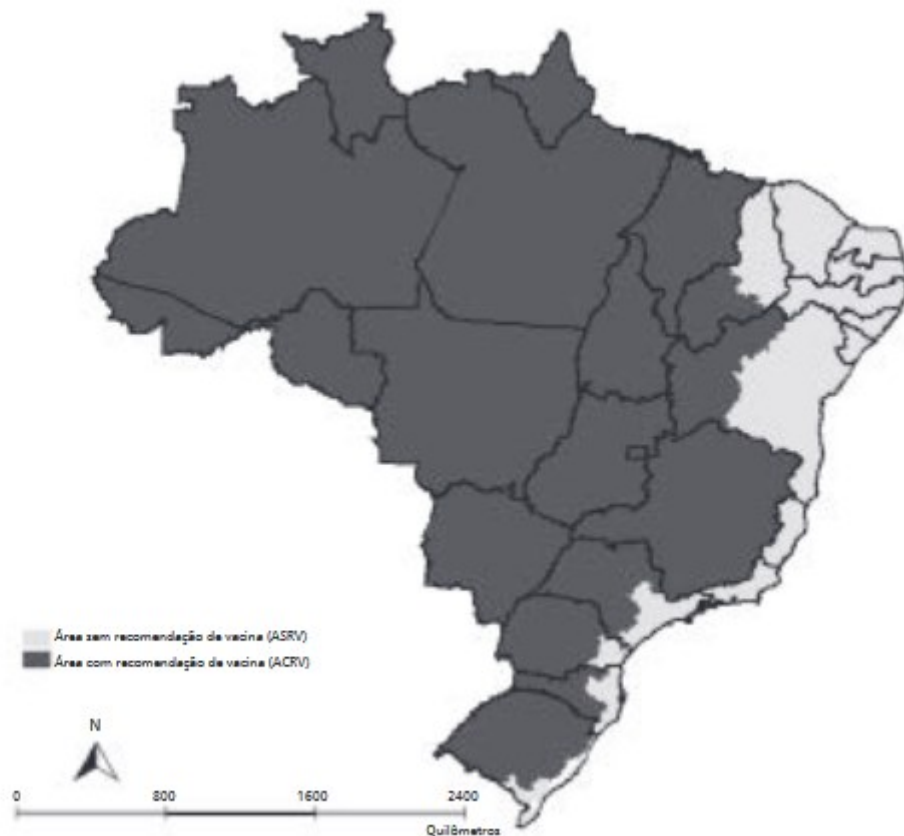 Área sem recomendação de vacina (ASRV)
Área com recomendação de vacina (ACRV)
N
0 800 1600 2400
Quilômetros